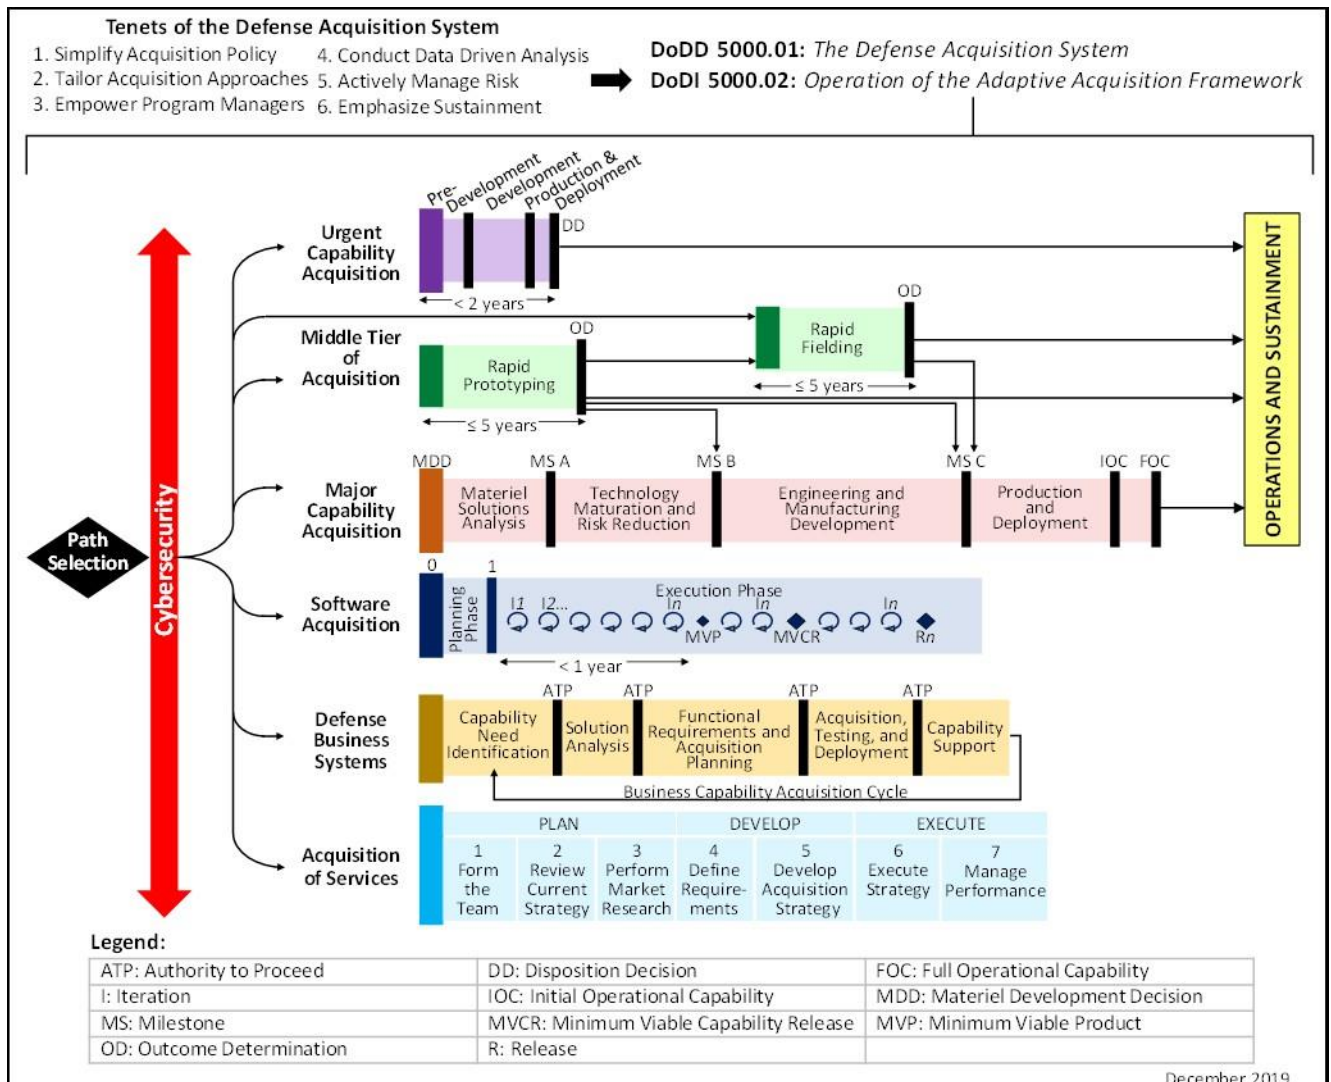 Tenets of the Defense Acquisition System
1. Simplify Acquisition Policy
2. Tailor Acquisition Approaches
3. Empower Program Managers
4. Conduct Data Driven Analysis
5. Actively Manage Risk
6. Emphasize Sustainment
DoDD 5000.01: The Defense Acquisition System
DoDI 5000.02: Operation of the Adaptive Acquisition Framework
Path
Selection
Cybersecurity
Urgent
Capability
Acquisition
Pre-
Development
Development
Production &
Deployment
DD
< 2 years
Middle Tier
of
Acquisition
Rapid
Prototyping
OD
≤ 5 years
Rapid
Fielding
OD
≤ 5 years
Major
Capability
Acquisition
MDD
Materiel
Solutions
Analysis
MS A
Technology
Maturation and
Risk Reduction
MS B
Engineering and
Manufacturing
Development
MS C
Production
and
Deployment
IOC
FOC
OPERATIONS AND SUSTAINMENT
Software
Acquisition
0
Planning
Phase
1
Execution Phase
I1
I2...
In
MVP
In
MVCR
In
Rn
< 1 year
Defense
Business
Systems
Capability
Need
Identification
ATP
Solution
Analysis
ATP
Functional
Requirements and
Acquisition
Planning
ATP
Acquisition,
Testing, and
Deployment
ATP
Capability
Support
Business Capability Acquisition Cycle
Acquisition
of Services
PLAN
DEVELOP
EXECUTE
1
Form
the
Team
2
Review
Current
Strategy
3
Perform
Market
Research
4
Define
Require-
ments
5
Develop
Acquisition
Strategy
6
Execute
Strategy
7
Manage
Performance
Legend:
ATP: Authority to Proceed
DD: Disposition Decision
FOC: Full Operational Capability
I: Iteration
IOC: Initial Operational Capability
MDD: Materiel Development Decision
MS: Milestone
MVCR: Minimum Viable Capability Release
MVP: Minimum Viable Product
OD: Outcome Determination
R: Release
December 2019